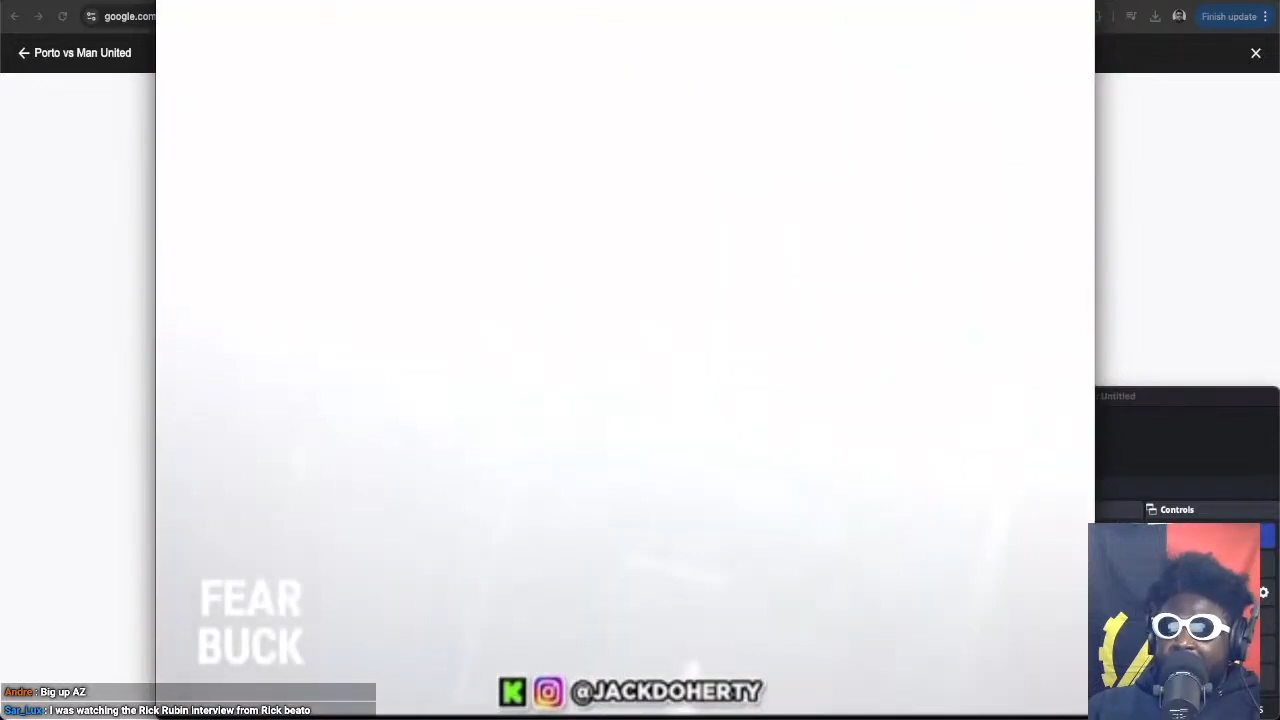 google.com
Finish update
Porto vs Man United
Untitled
Controls
FEAR
BUCK
K @JACKDOHERTY
Andre : Big up AZ
Sar_Lux : I was watching the Rick Rubin interview from Rick beato